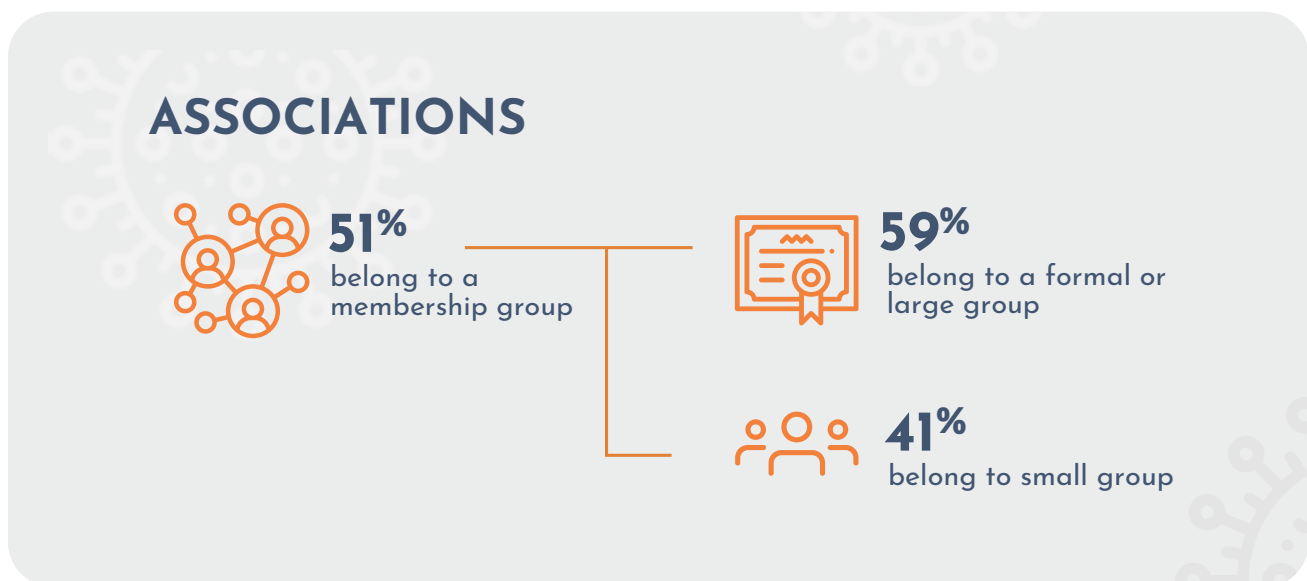 ASSOCIATIONS
51%
belong to a
membership group
59%
belong to a formal or
large group
41%
belong to small group